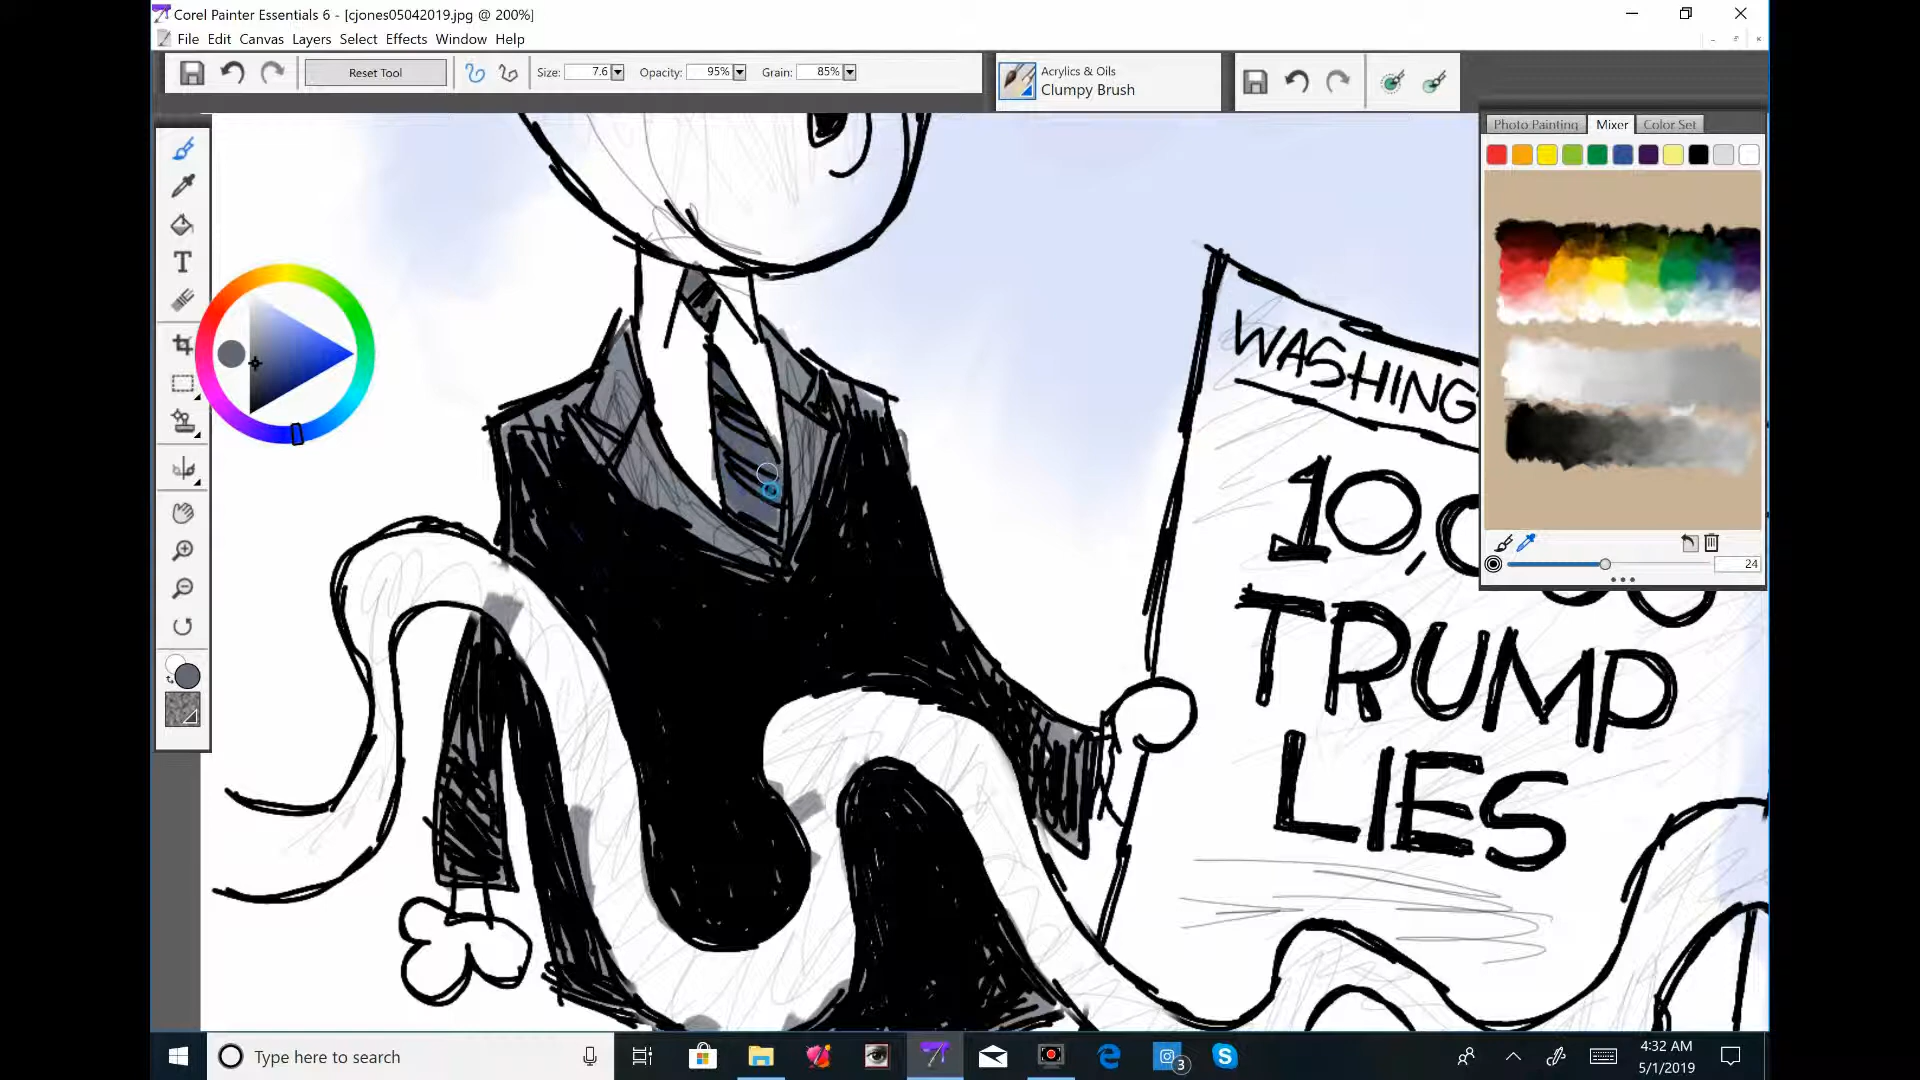 Corel Painter Essentials 6 - [cjones05042019.jpg @ 200%]
File Edit Canvas Layers Select Effects Window Help
Reset Tool
Size: 7.6 Opacity: 95% Grain: 85%
Acrylics & Oils
Clumpy Brush
Photo Painting Mixer Color Set
24
WASHING
10,
TRUMP
LIES
Type here to search
3
4:32 AM
5/1/2019